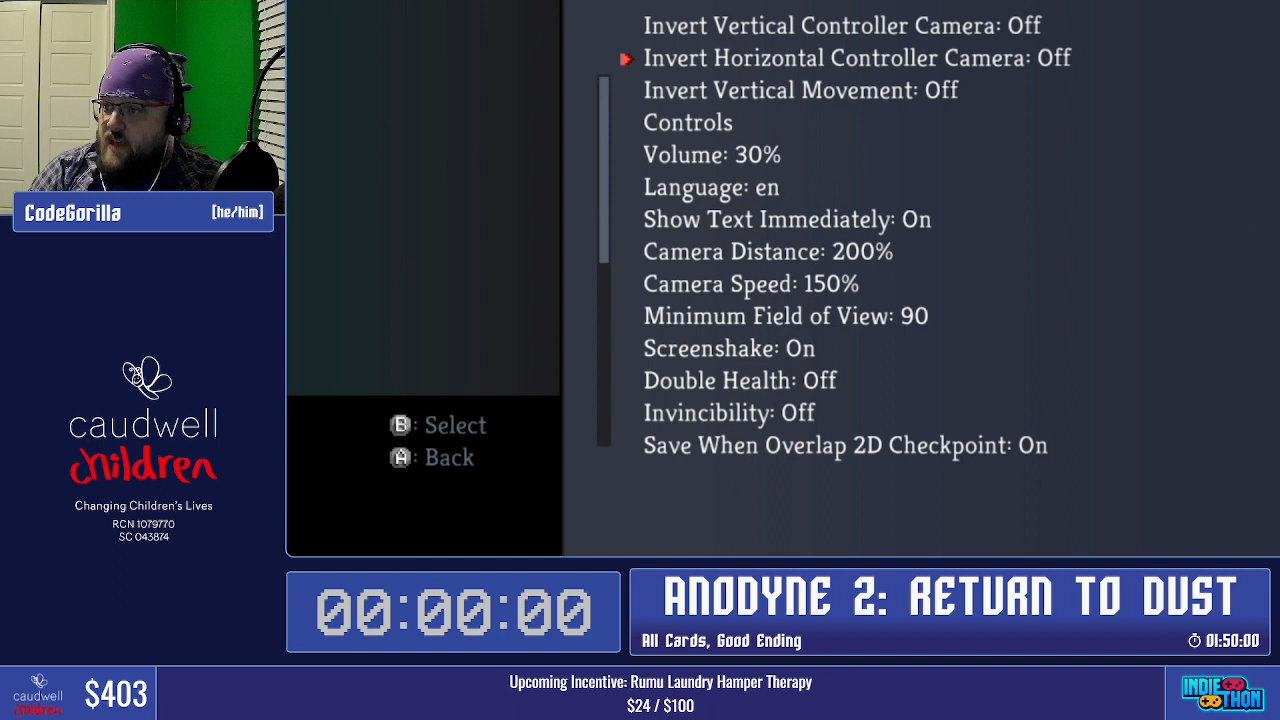 Invert Vertical Controller Camera: Off
Invert Horizontal Controller Camera: Off
Invert Vertical Movement: Off
Controls
Volume: 30%
Language: en
Show Text Immediately: On
Camera Distance: 200%
Camera Speed: 150%
Minimum Field of View: 90
Screenshake: On
Double Health: Off
Invincibility: Off
Save When Overlap 2D Checkpoint: On
B: Select
A: Back
CodeGorilla [he/him]
caudwell
children
Changing Children's Lives
RCN 1079770
SC 043874
00:00:00
ANODYNE 2: RETURN TO DUST
All Cards, Good Ending 01:50:00
caudwell
children
$403
Upcoming Incentive: Rumu Laundry Hamper Therapy
$24 / $100
INDIE
THON